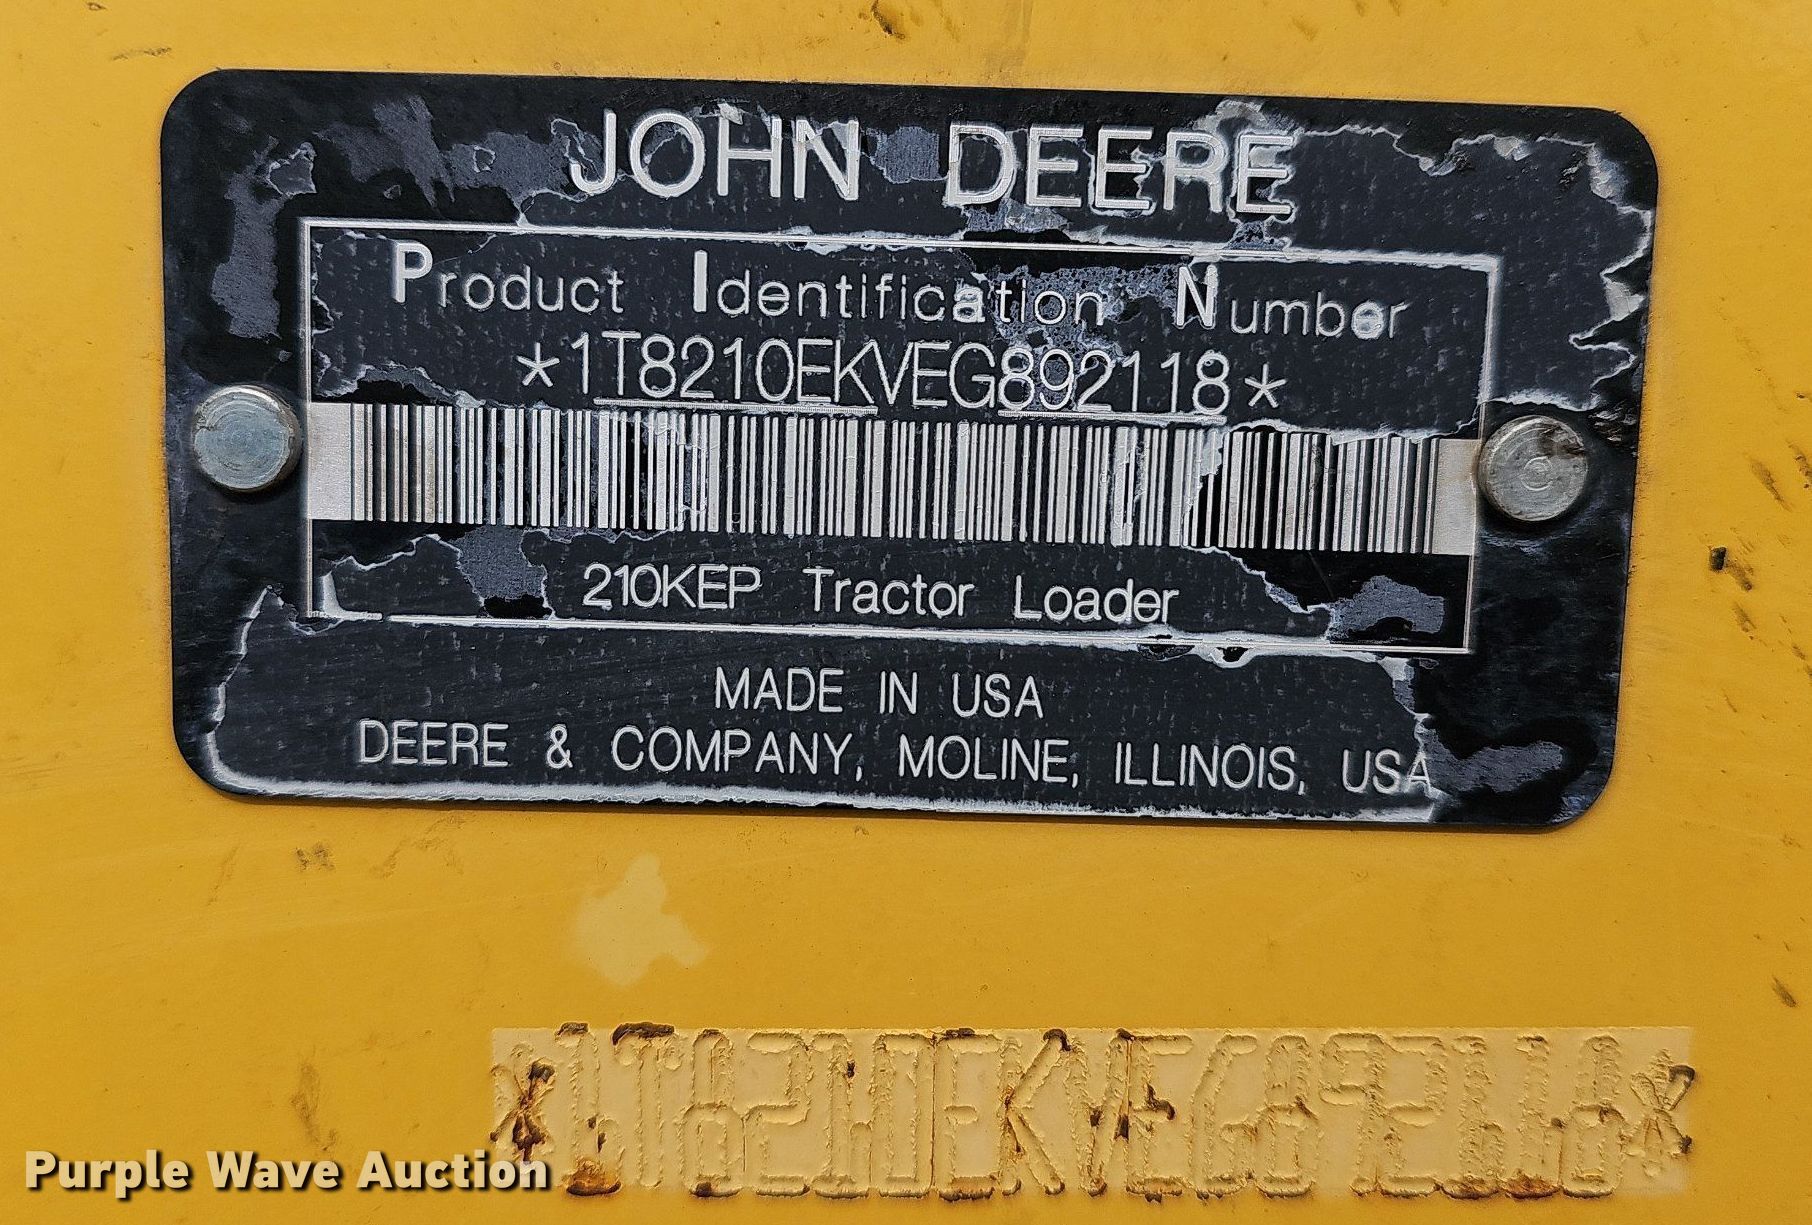 JOHN DEERE
Product Identification Number
*1T8210EKVEG892118*
210KEP Tractor Loader
MADE IN USA
DEERE & COMPANY, MOLINE, ILLINOIS, USA
*1T8210EKVEG892118*
Purple Wave Auction